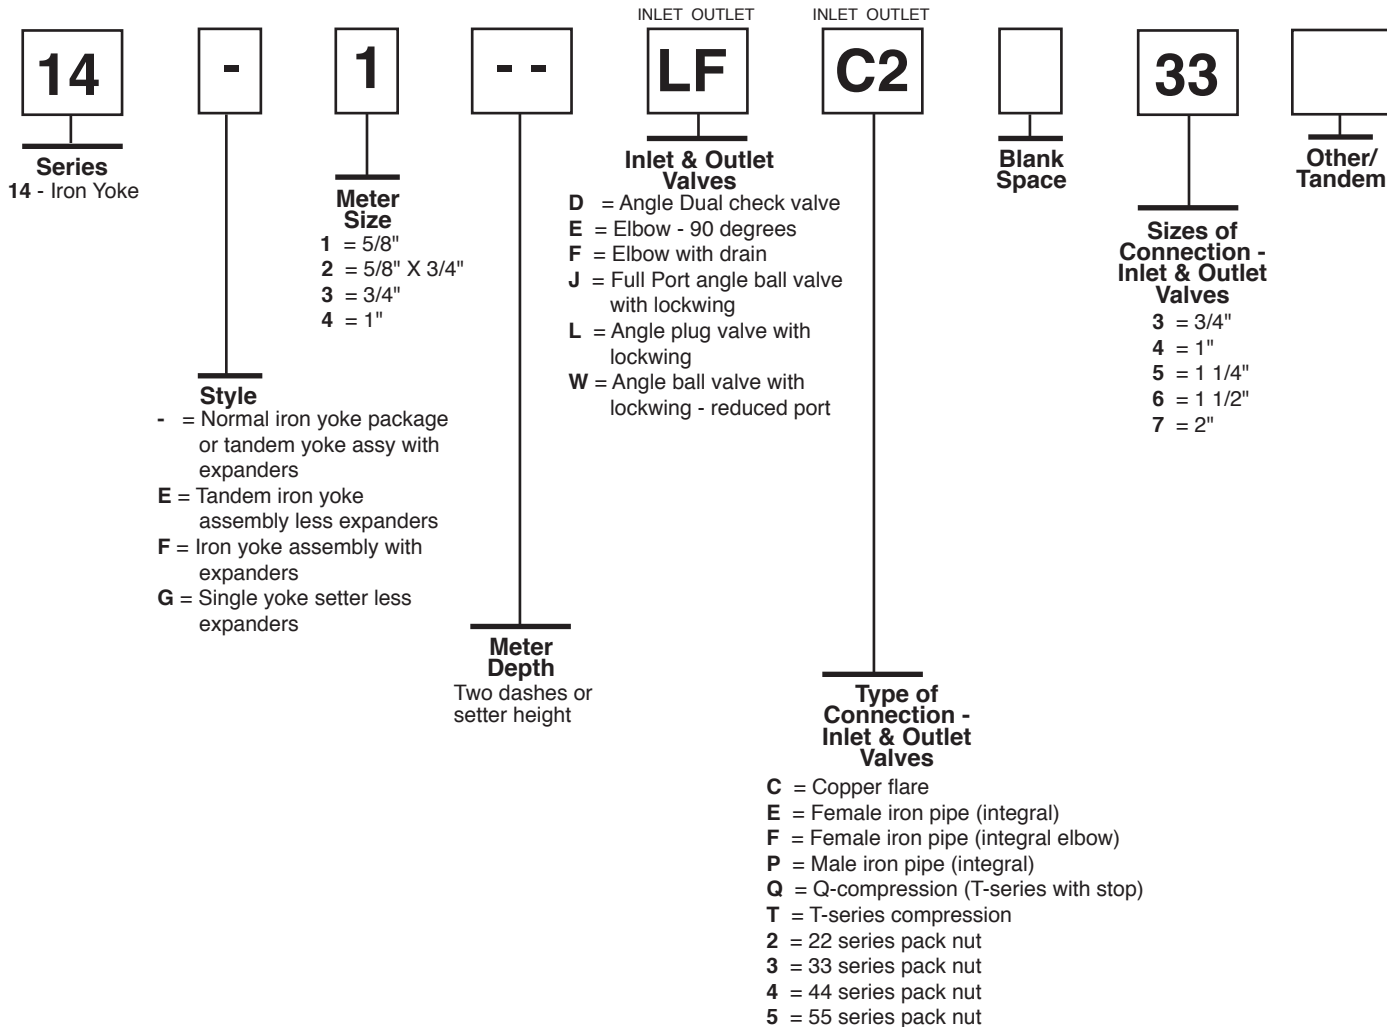 INLET OUTLET
INLET OUTLET
14
-
1
- -
LF
C2
33
Series
14 - Iron Yoke
Style
- = Normal iron yoke package
or tandem yoke assy with
expanders
E = Tandem iron yoke
assembly less expanders
F = Iron yoke assembly with
expanders
G = Single yoke setter less
expanders
Meter
Size
1 = 5/8"
2 = 5/8" X 3/4"
3 = 3/4"
4 = 1"
Meter
Depth
Two dashes or
setter height
Inlet & Outlet
Valves
D = Angle Dual check valve
E = Elbow - 90 degrees
F = Elbow with drain
J = Full Port angle ball valve
with lockwing
L = Angle plug valve with
lockwing
W = Angle ball valve with
lockwing - reduced port
Type of
Connection -
Inlet & Outlet
Valves
C = Copper flare
E = Female iron pipe (integral)
F = Female iron pipe (integral elbow)
P = Male iron pipe (integral)
Q = Q-compression (T-series with stop)
T = T-series compression
2 = 22 series pack nut
3 = 33 series pack nut
4 = 44 series pack nut
5 = 55 series pack nut
Blank
Space
Sizes of
Connection -
Inlet & Outlet
Valves
3 = 3/4"
4 = 1"
5 = 1 1/4"
6 = 1 1/2"
7 = 2"
Other/
Tandem